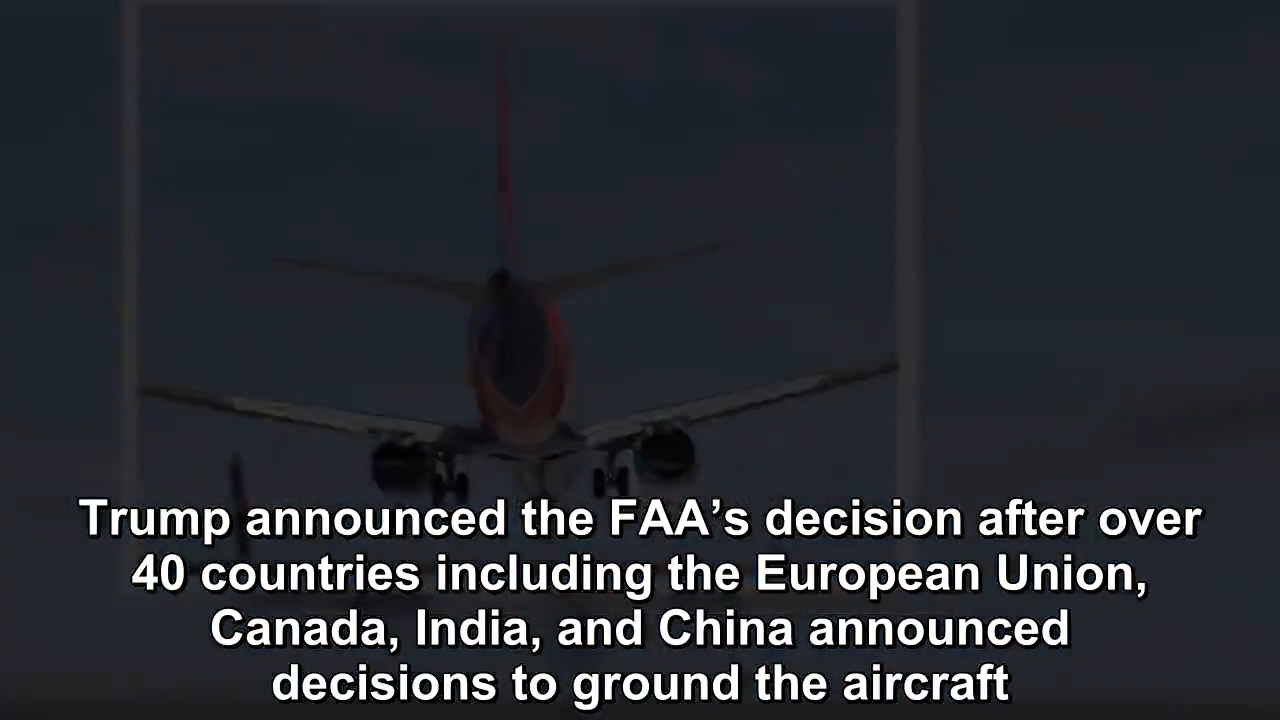 Trump announced the FAA’s decision after over
40 countries including the European Union,
Canada, India, and China announced
decisions to ground the aircraft